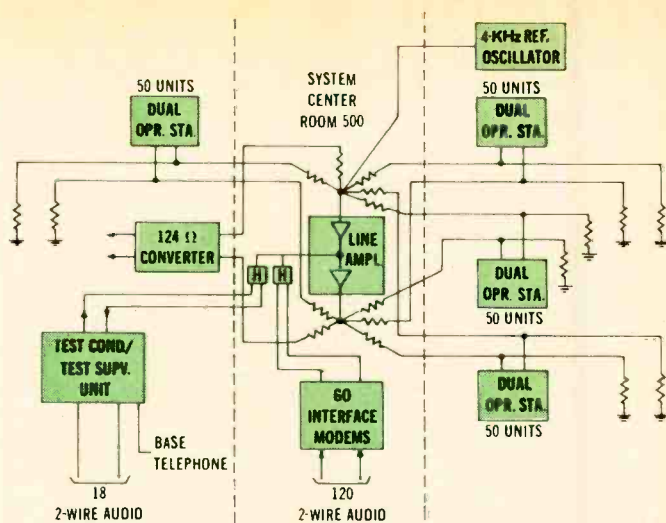 4-KHz REF.
OSCILLATOR
50 UNITS
DUAL
OPR. STA.
SYSTEM
CENTER
ROOM 500
50 UNITS
DUAL
OPR. STA.
124 Ω
CONVERTER
LINE
AMPL.
H
H
DUAL
OPR. STA.
50 UNITS
TEST COND/
TEST SUPV.
UNIT
60
INTERFACE
MODEMS
DUAL
OPR. STA.
50 UNITS
BASE
TELEPHONE
18
2-WIRE AUDIO
120
2-WIRE AUDIO